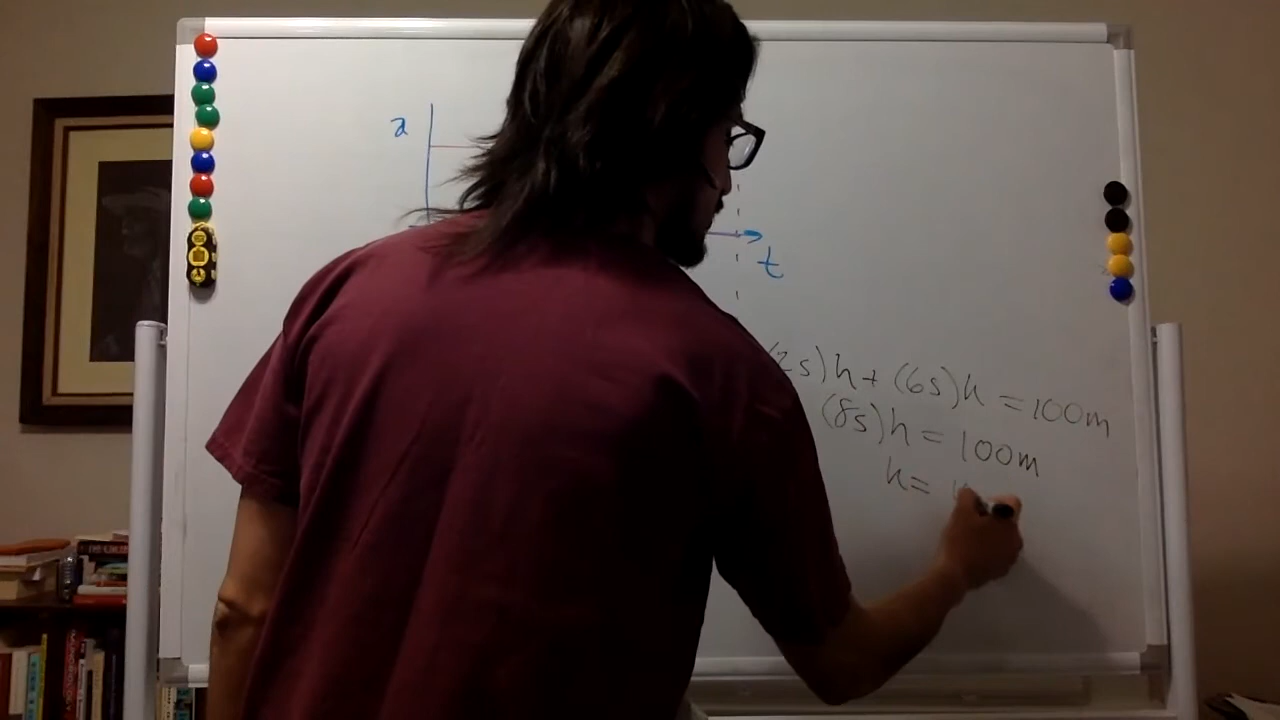 a
t
(2s)h + (6s)h = 100m
(8s)h = 100m
h =